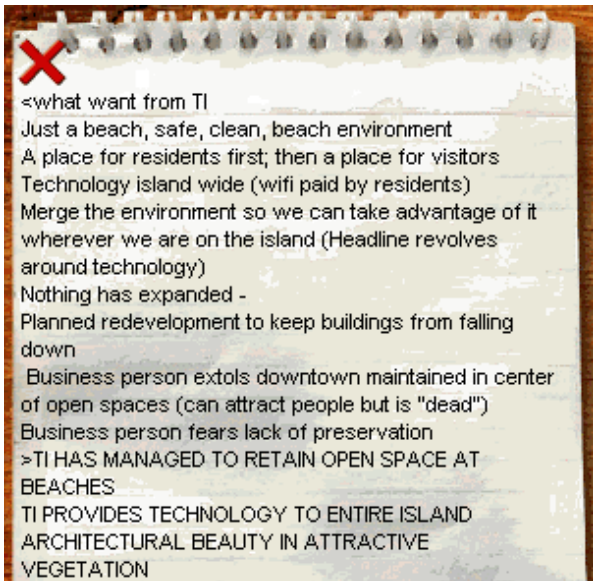 <what want from TI
Just a beach, safe, clean, beach environment
A place for residents first; then a place for visitors
Technology island wide (wifi paid by residents)
Merge the environment so we can take advantage of it
wherever we are on the island (Headline revolves
around technology)
Nothing has expanded -
Planned redevelopment to keep buildings from falling
down
Business person extols downtown maintained in center
of open spaces (can attract people but is "dead")
Business person fears lack of preservation
>TI HAS MANAGED TO RETAIN OPEN SPACE AT
BEACHES
TI PROVIDES TECHNOLOGY TO ENTIRE ISLAND
ARCHITECTURAL BEAUTY IN ATTRACTIVE
VEGETATION